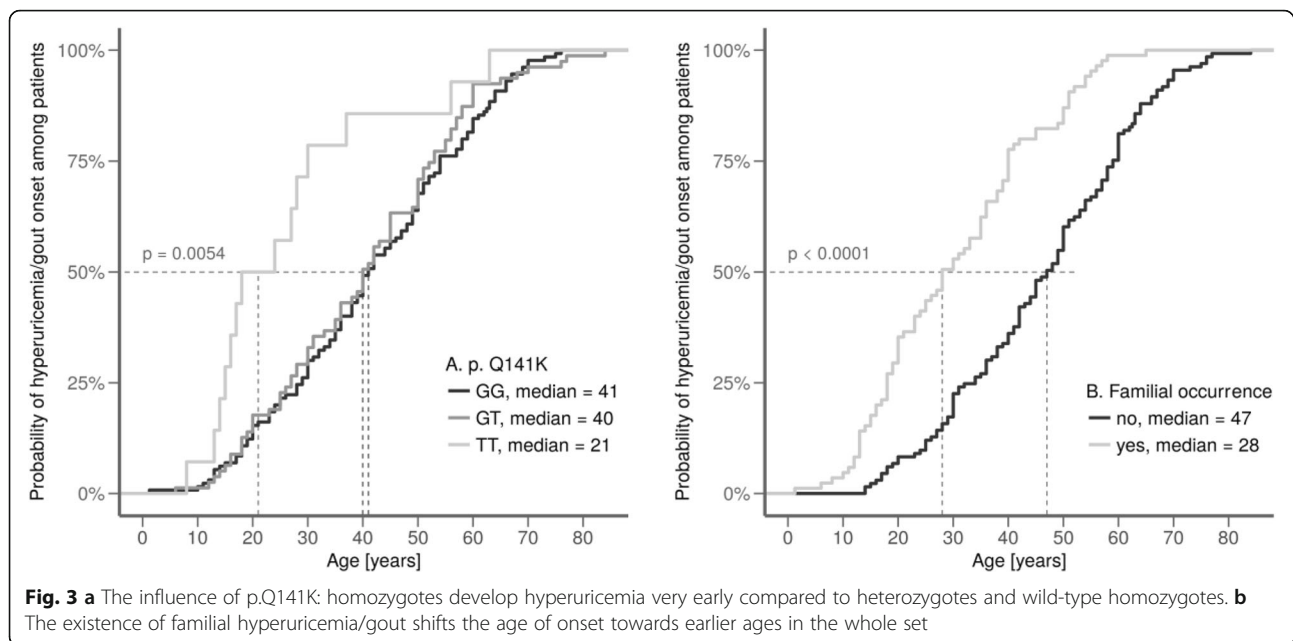 Probability of hyperuricemia/gout onset among patients
100%
75%
50%
25%
0%
p = 0.0054
A. p. Q141K
GG, median = 41
GT, median = 40
TT, median = 21
0 10 20 30 40 50 60 70 80
Age [years]
Probability of hyperuricemia/gout onset among patients
100%
75%
50%
25%
0%
p < 0.0001
B. Familial occurrence
no, median = 47
yes, median = 28
0 10 20 30 40 50 60 70 80
Age [years]
Fig. 3 a The influence of p.Q141K: homozygotes develop hyperuricemia very early compared to heterozygotes and wild-type homozygotes. b
The existence of familial hyperuricemia/gout shifts the age of onset towards earlier ages in the whole set